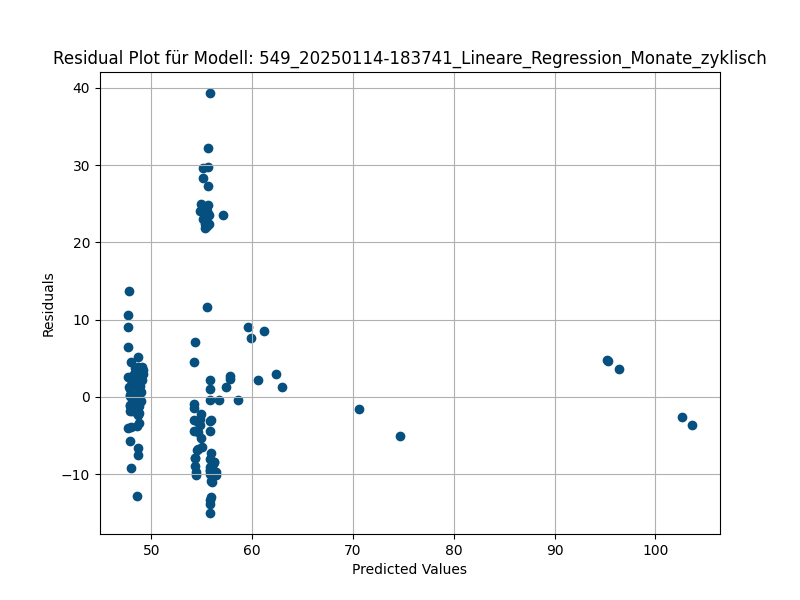 Residual Plot für Modell: 549_20250114-183741_Lineare_Regression_Monate_zyklisch
40
30
20
10
0
−10
Residuals
50 60 70 80 90 100
Predicted Values